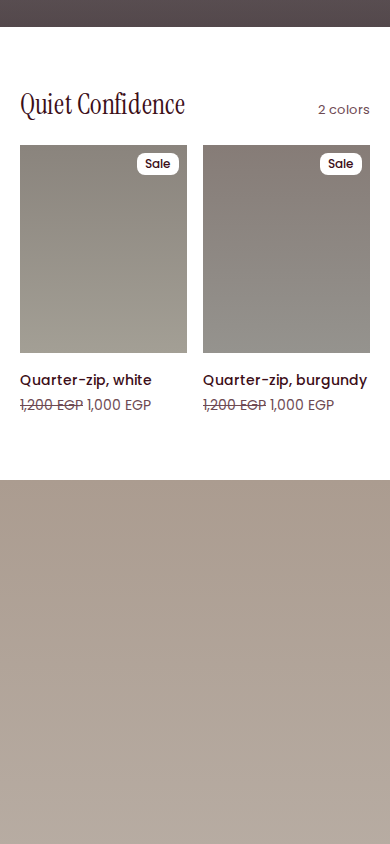 Quiet Confidence
2 colors
Sale
Sale
Quarter-zip, white
1,200 EGP 1,000 EGP
Quarter-zip, burgundy
1,200 EGP 1,000 EGP